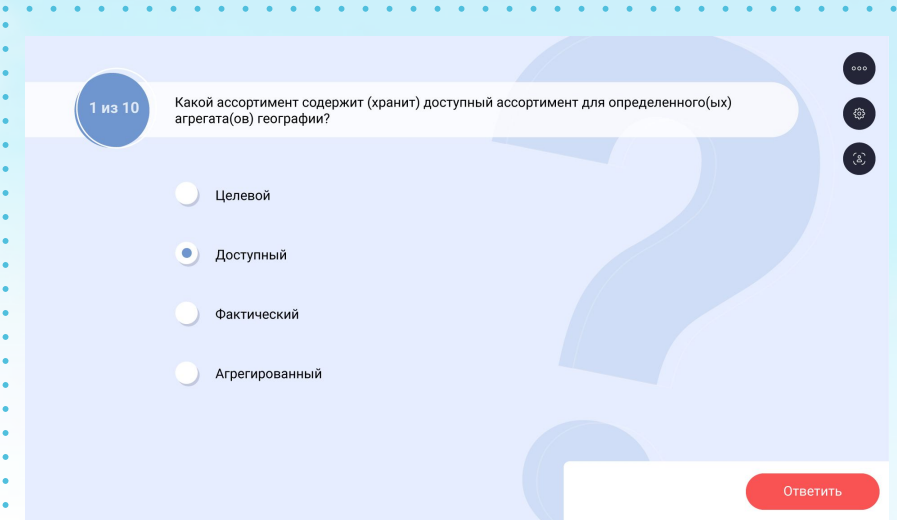 1 из 10
Какой ассортимент содержит (хранит) доступный ассортимент для определенного(ых)
агрегата(ов) географии?
Целевой
Доступный
Фактический
Агрегированный
Ответить